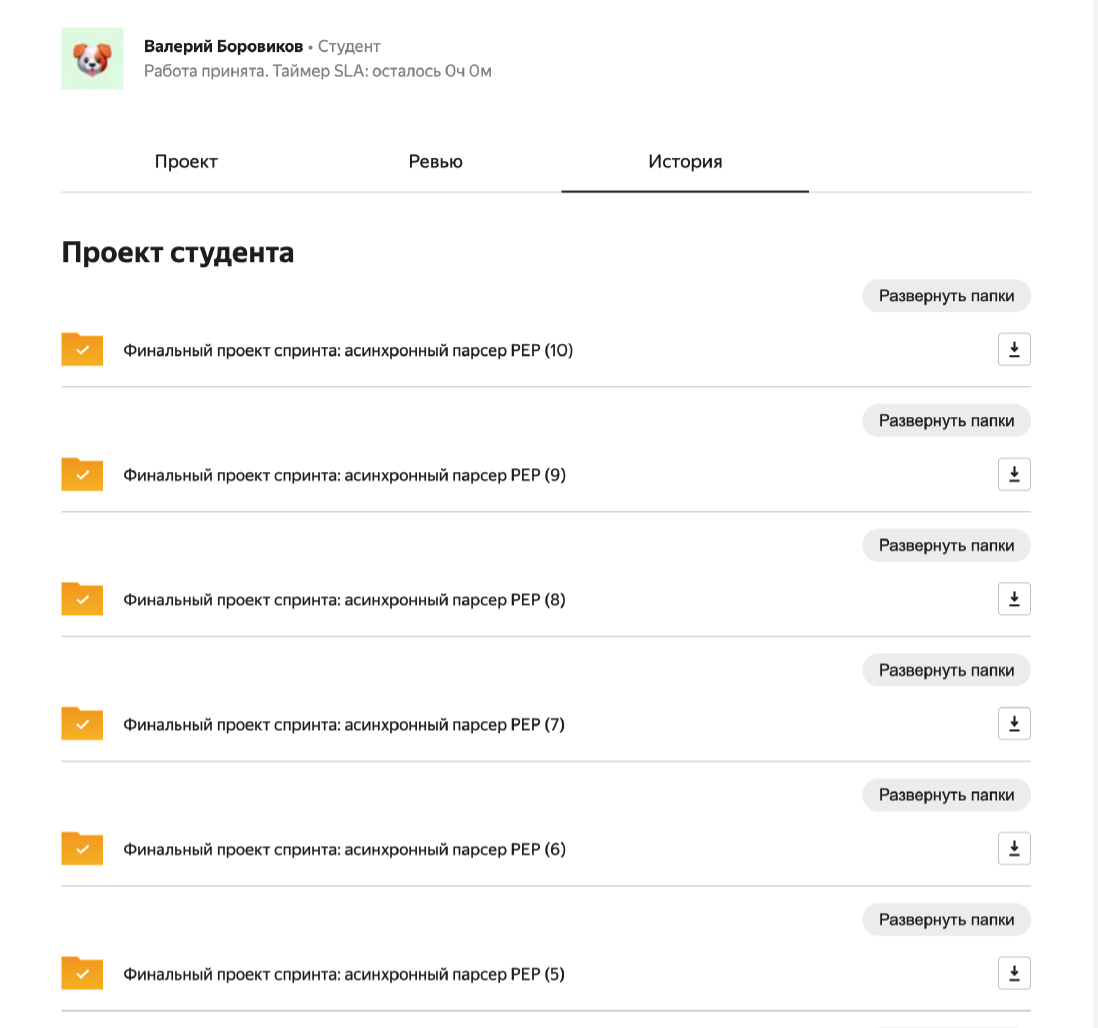 Валерий Боровиков • Студент
Работа принята. Таймер SLA: осталось 0ч 0м
Проект
Ревью
История
Проект студента
Развернуть папки
Финальный проект спринта: асинхронный парсер PEP (10)
Развернуть папки
Финальный проект спринта: асинхронный парсер PEP (9)
Развернуть папки
Финальный проект спринта: асинхронный парсер PEP (8)
Развернуть папки
Финальный проект спринта: асинхронный парсер PEP (7)
Развернуть папки
Финальный проект спринта: асинхронный парсер PEP (6)
Развернуть папки
Финальный проект спринта: асинхронный парсер PEP (5)